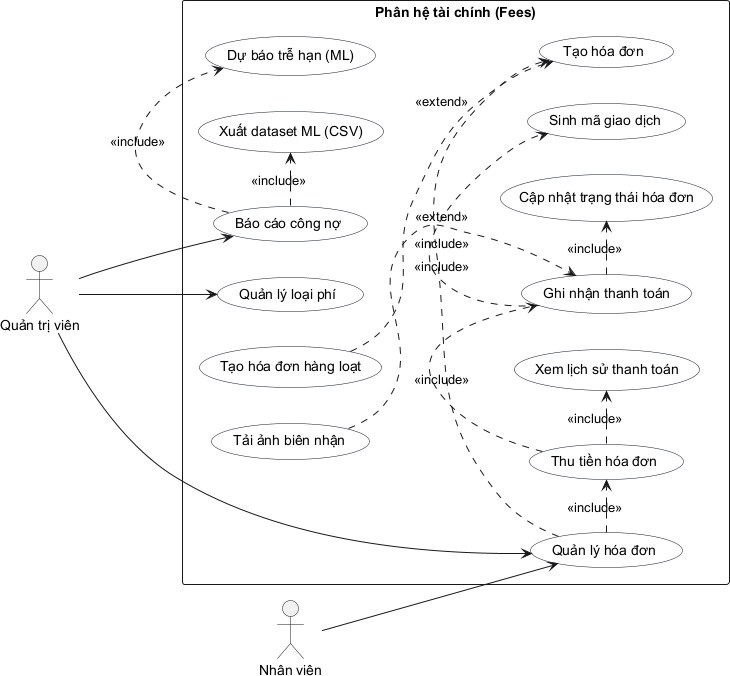 Phân hệ tài chính (Fees)
Dự báo trễ hạn (ML)
Tạo hóa đơn
«extend»
Xuất dataset ML (CSV)
Sinh mã giao dịch
«include»
«include»
Cập nhật trạng thái hóa đơn
Báo cáo công nợ
«extend»
«include»
«include»
«include»
Quản lý loại phí
Ghi nhận thanh toán
Quản trị viên
Tạo hóa đơn hàng loạt
Xem lịch sử thanh toán
«include»
«include»
Tải ảnh biên nhận
Thu tiền hóa đơn
«include»
Quản lý hóa đơn
Nhân viên